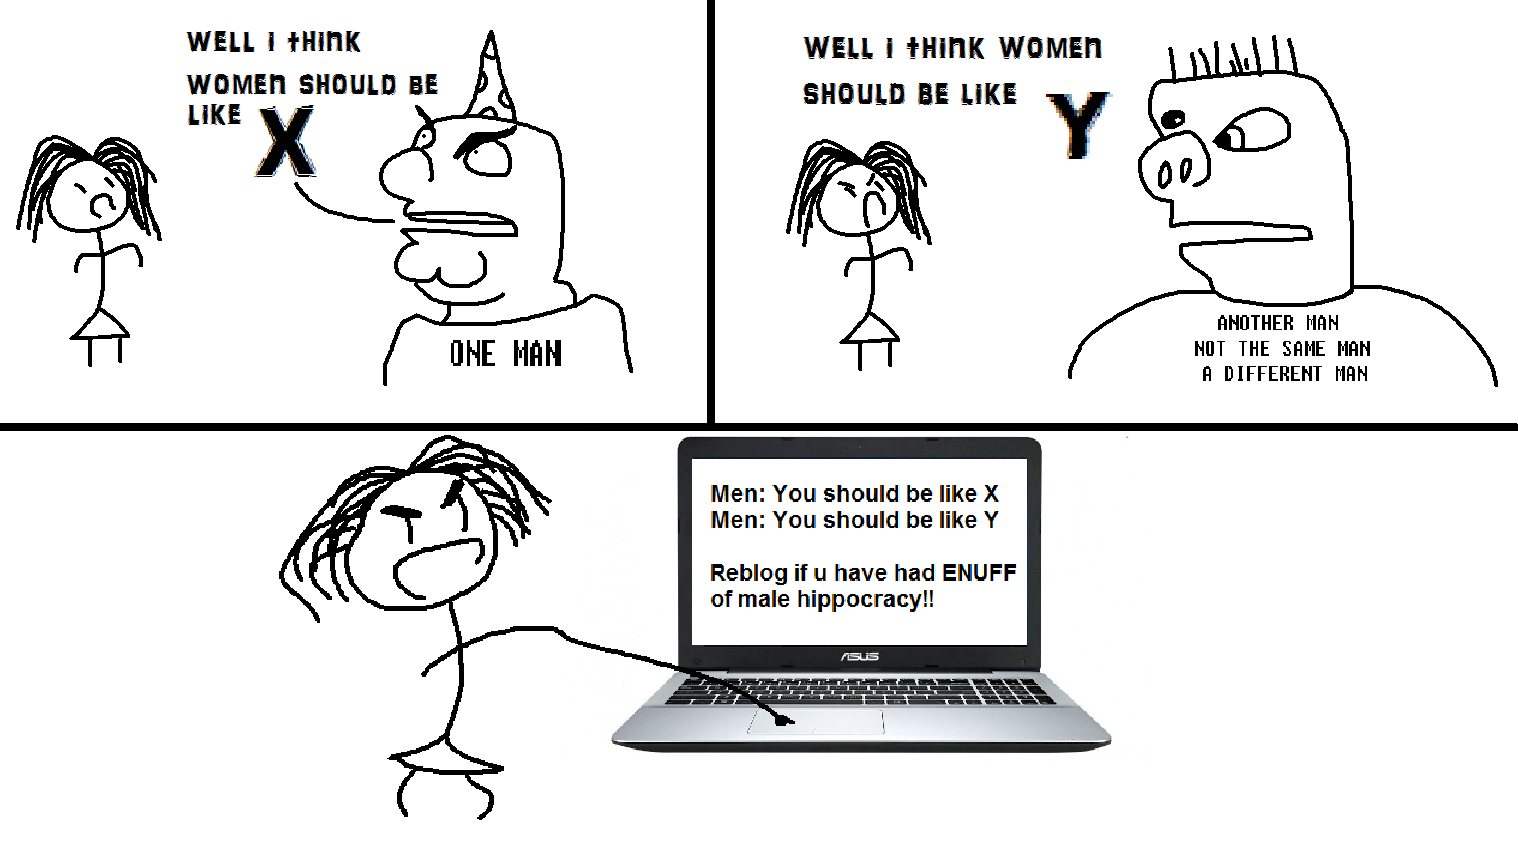 WELL I THINK
WOMEN SHOULD BE
LIKE X
ONE MAN
WELL I THINK WOMEN
SHOULD BE LIKE Y
ANOTHER MAN
NOT THE SAME MAN
A DIFFERENT MAN
Men: You should be like X
Men: You should be like Y
Reblog if u have had ENUFF
of male hippocracy!!
ASUS